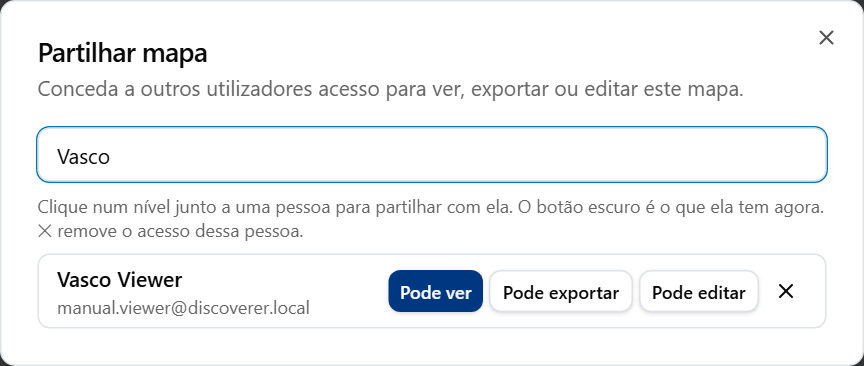 Partilhar mapa
Conceda a outros utilizadores acesso para ver, exportar ou editar este mapa.
Vasco
Clique num nível junto a uma pessoa para partilhar com ela. O botão escuro é o que ela tem agora.
✕ remove o acesso dessa pessoa.
Vasco Viewer
manual.viewer@discoverer.local
Pode ver
Pode exportar
Pode editar